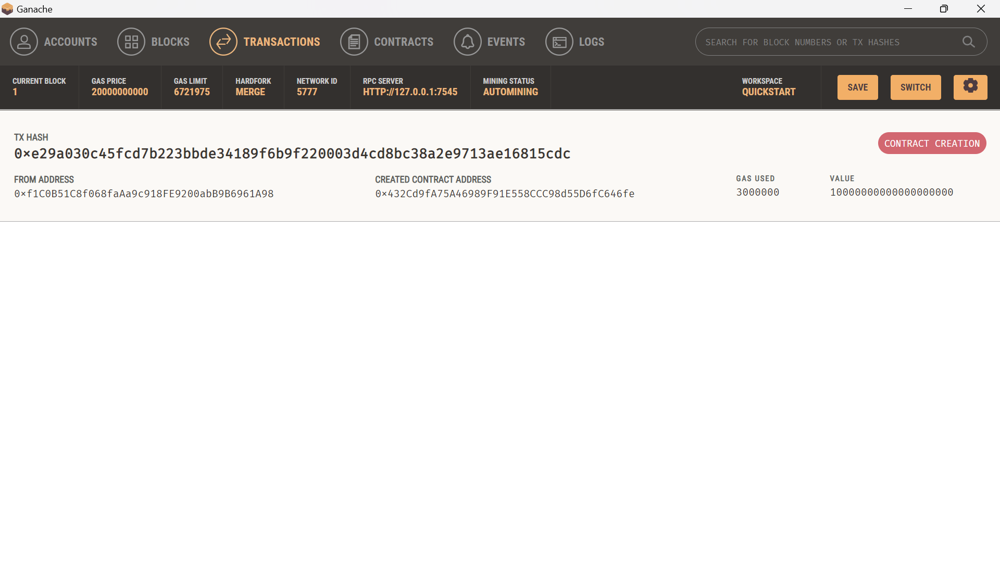 Ganache
ACCOUNTS BLOCKS TRANSACTIONS CONTRACTS EVENTS LOGS SEARCH FOR BLOCK NUMBERS OR TX HASHES
CURRENT BLOCK GAS PRICE GAS LIMIT HARDFORK NETWORK ID RPC SERVER MINING STATUS WORKSPACE
1 20000000000 6721975 MERGE 5777 HTTP://127.0.0.1:7545 AUTOMINING QUICKSTART SAVE SWITCH
TX HASH
0×e29a030c45fcd7b223bbde34189f6b9f220003d4cd8bc38a2e9713ae16815cdc CONTRACT CREATION
FROM ADDRESS CREATED CONTRACT ADDRESS GAS USED VALUE
0×f1C0B51C8f068faAa9c918FE9200abB9B6961A98 0×432Cd9fA75A46989F91E558CCC98d55D6fC646fe 3000000 10000000000000000000